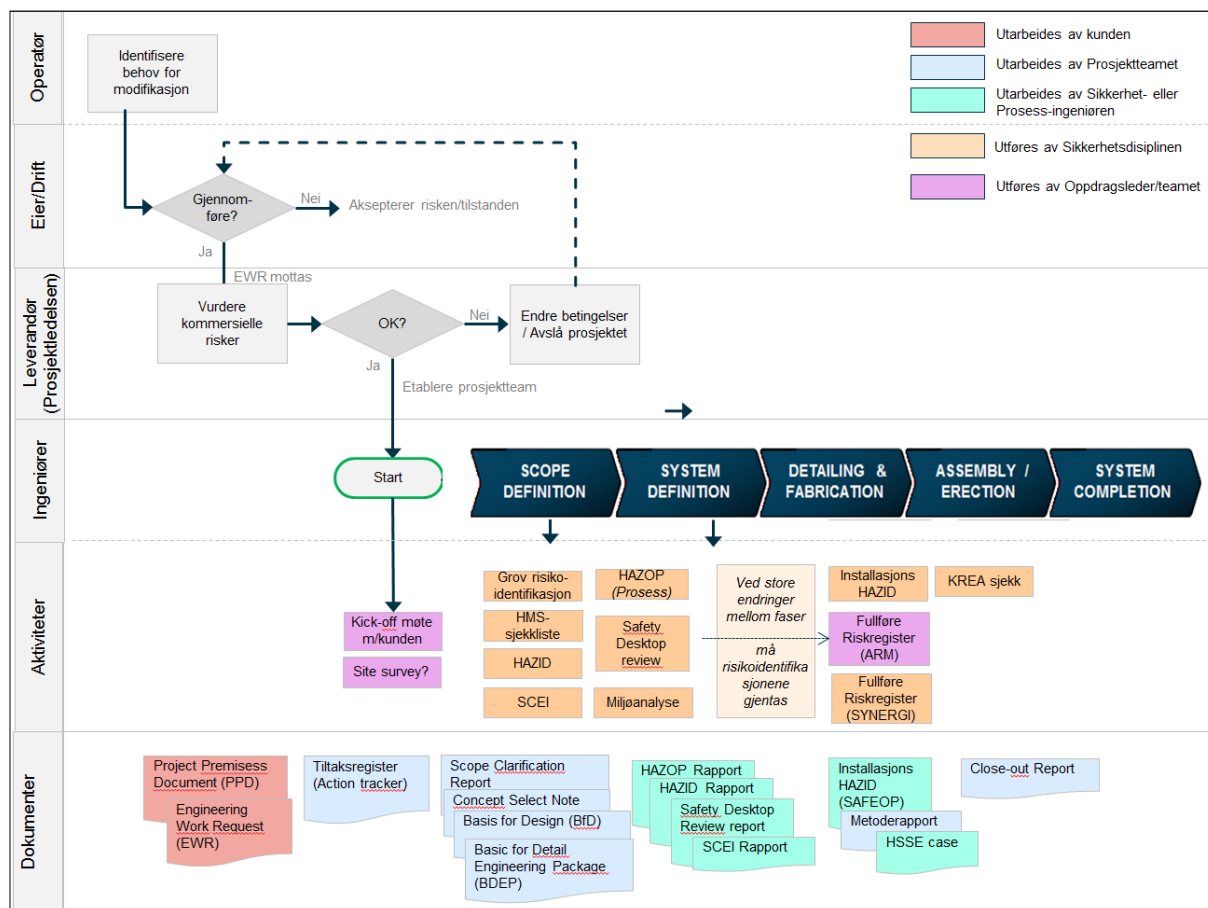 Operatør
Identifisere
behov for
modifikasjon
Utarbeides av kunden
Utarbeides av Prosjektteamet
Utarbeides av Sikkerhet- eller
Prosess-ingeniøren
Eier/Drift
Utføres av Sikkerhetsdisiplinen
Utføres av Oppdragsleder/teamet
Gjennom-
føre?
Nei
Aksepterer risken/tilstanden
Ja
EWR mottas
Leverandør
(Prosjektledelsen)
Vurdere
kommersielle
risker
OK?
Nei
Endre betingelser
/ Avslå prosjektet
Ja
Etablere prosjektteam
Ingeniører
Start
SCOPE
DEFINITION
SYSTEM
DEFINITION
DETAILING &
FABRICATION
ASSEMBLY /
ERECTION
SYSTEM
COMPLETION
Aktiviteter
Kick-off møte
m/kunden
Site survey?
Grov risiko-
identifikasjon
HMS-
sjekkliste
HAZID
SCEI
HAZOP
(Prosess)
Safety
Desktop
review
Miljøanalyse
Ved store
endringer
mellom faser
må
risikoidentifika
sjonene
gjentas
Installasjons
HAZID
Fullføre
Riskregister
(ARM)
Fullføre
Riskregister
(SYNERGI)
KREA sjekk
Dokumenter
Project Premisess
Document (PPD)
Engineering
Work Request
(EWR)
Tiltaksregister
(Action tracker)
Scope Clarification
Report
Concept Select Note
Basis for Design (BfD)
Basic for Detail
Engineering Package
(BDEP)
HAZOP Rapport
HAZID Rapport
Safety Desktop
Review report
SCEI Rapport
Installasjons
HAZID
(SAFEOP)
Metoderapport
HSSE case
Close-out Report